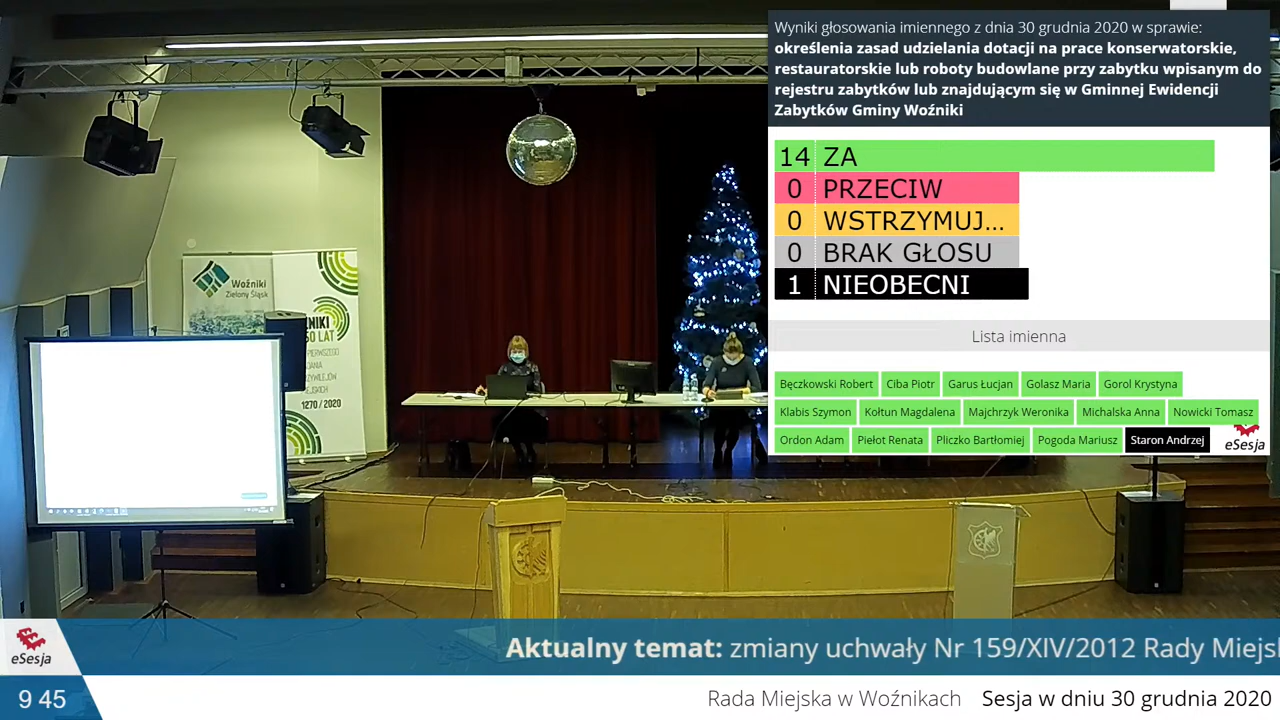 Wyniki głosowania imiennego z dnia 30 grudnia 2020 w sprawie:
określenia zasad udzielania dotacji na prace konserwatorskie,
restauratorskie lub roboty budowlane przy zabytku wpisanym do
rejestru zabytków lub znajdującym się w Gminnej Ewidencji
Zabytków Gminy Woźniki
14 ZA
0 PRZECIW
0 WSTRZYMUJ...
0 BRAK GŁOSU
1 NIEOBECNI
Lista imienna
Bęczkowski Robert Ciba Piotr Garus Łucjan Golasz Maria Gorol Krystyna
Klabis Szymon Kołtun Magdalena Majchrzyk Weronika Michalska Anna Nowicki Tomasz
Ordon Adam Piełot Renata Pliczko Bartłomiej Pogoda Mariusz Staron Andrzej
eSesja
Woźniki
Zielony Śląsk
1270 / 2020
Aktualny temat: zmiany uchwały Nr 159/XIV/2012 Rady Miejs
eSesja
9 45
Rada Miejska w Woźnikach Sesja w dniu 30 grudnia 2020